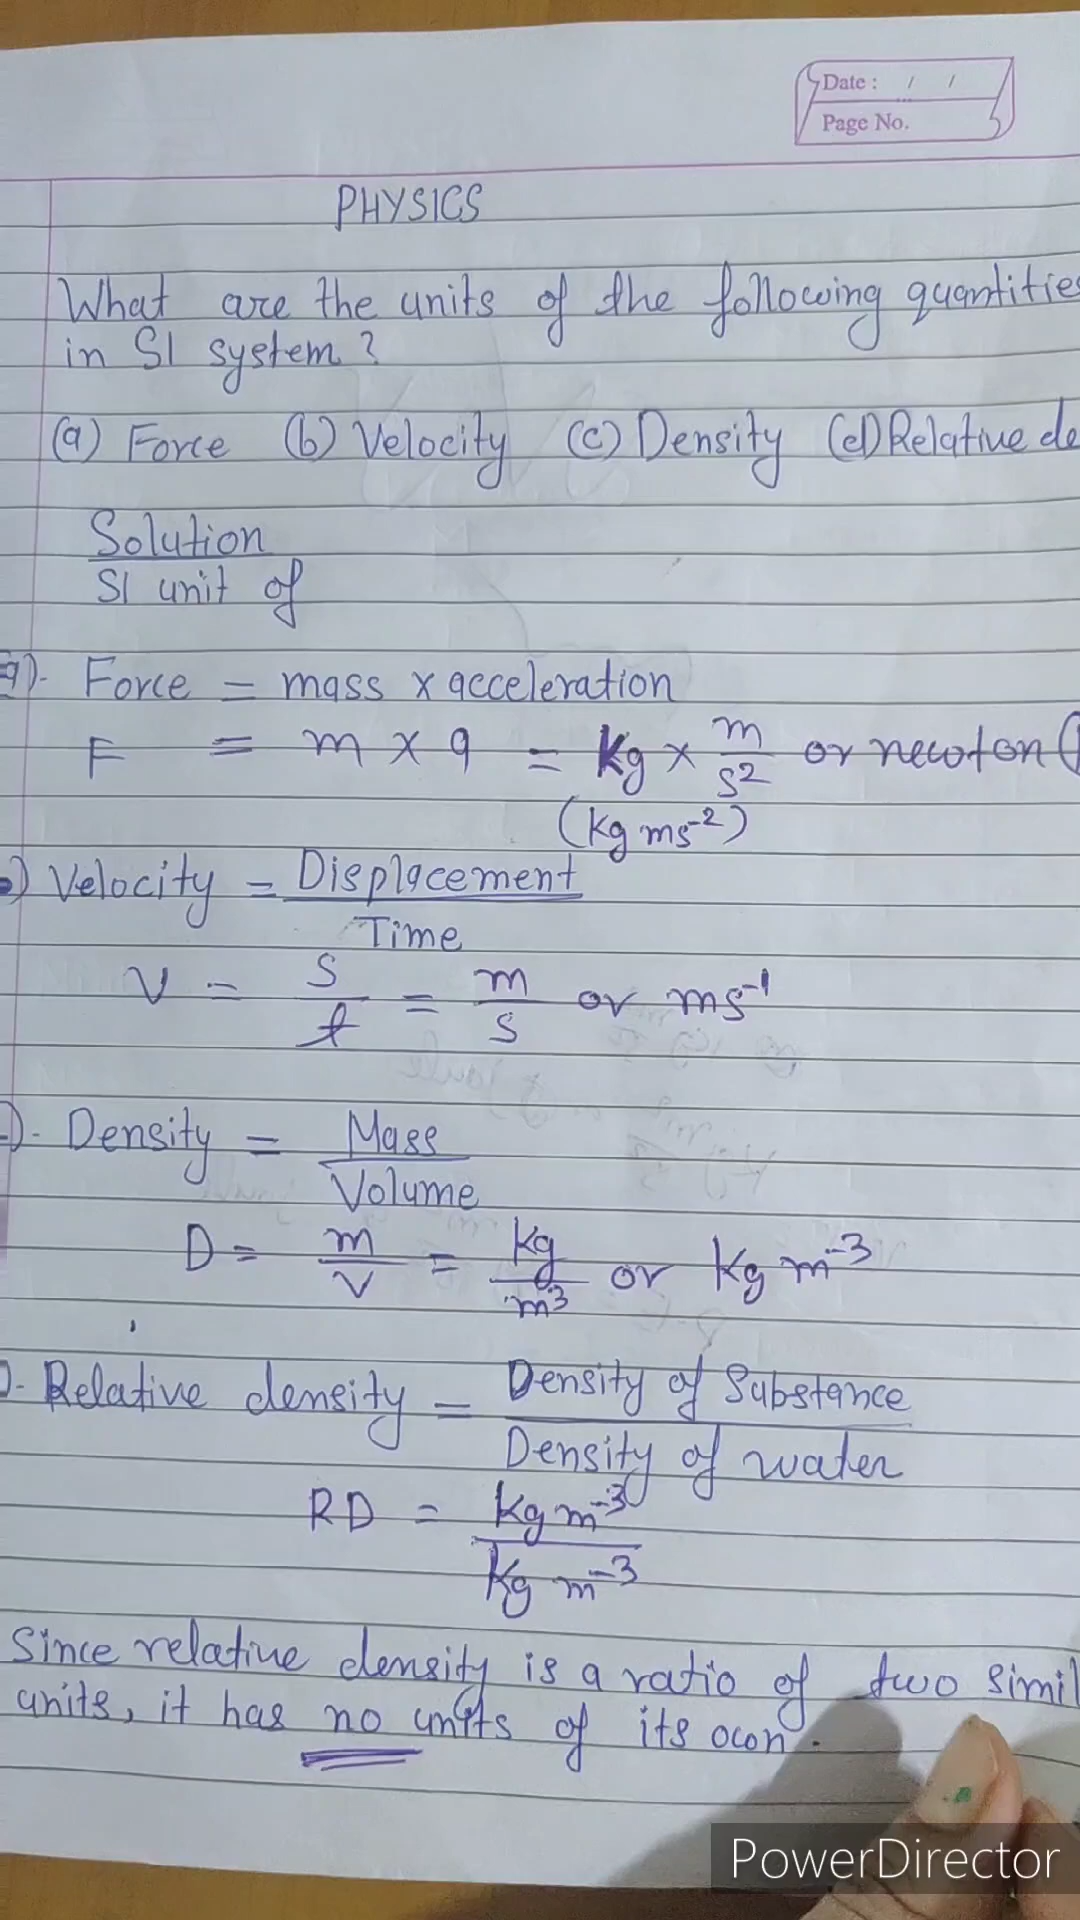 Date : / /
Page No.
PHYSICS
What are the units of the following quantities
in SI system ?
(a) Force (b) Velocity (c) Density (d) Relative de
Solution
SI unit of
a). Force = mass x acceleration
F = m x a = kg x m/s² or newton (
(kg ms⁻²)
) Velocity = Displacement
Time
V = s/t = m/s or ms⁻¹
). Density = Mass
Volume
D = m/v = kg/m³ or kg m⁻³
). Relative density = Density of Substance
Density of water
RD = kg m⁻³
kg m⁻³
Since relative density is a ratio of two simil
units, it has no units of its own.
PowerDirector